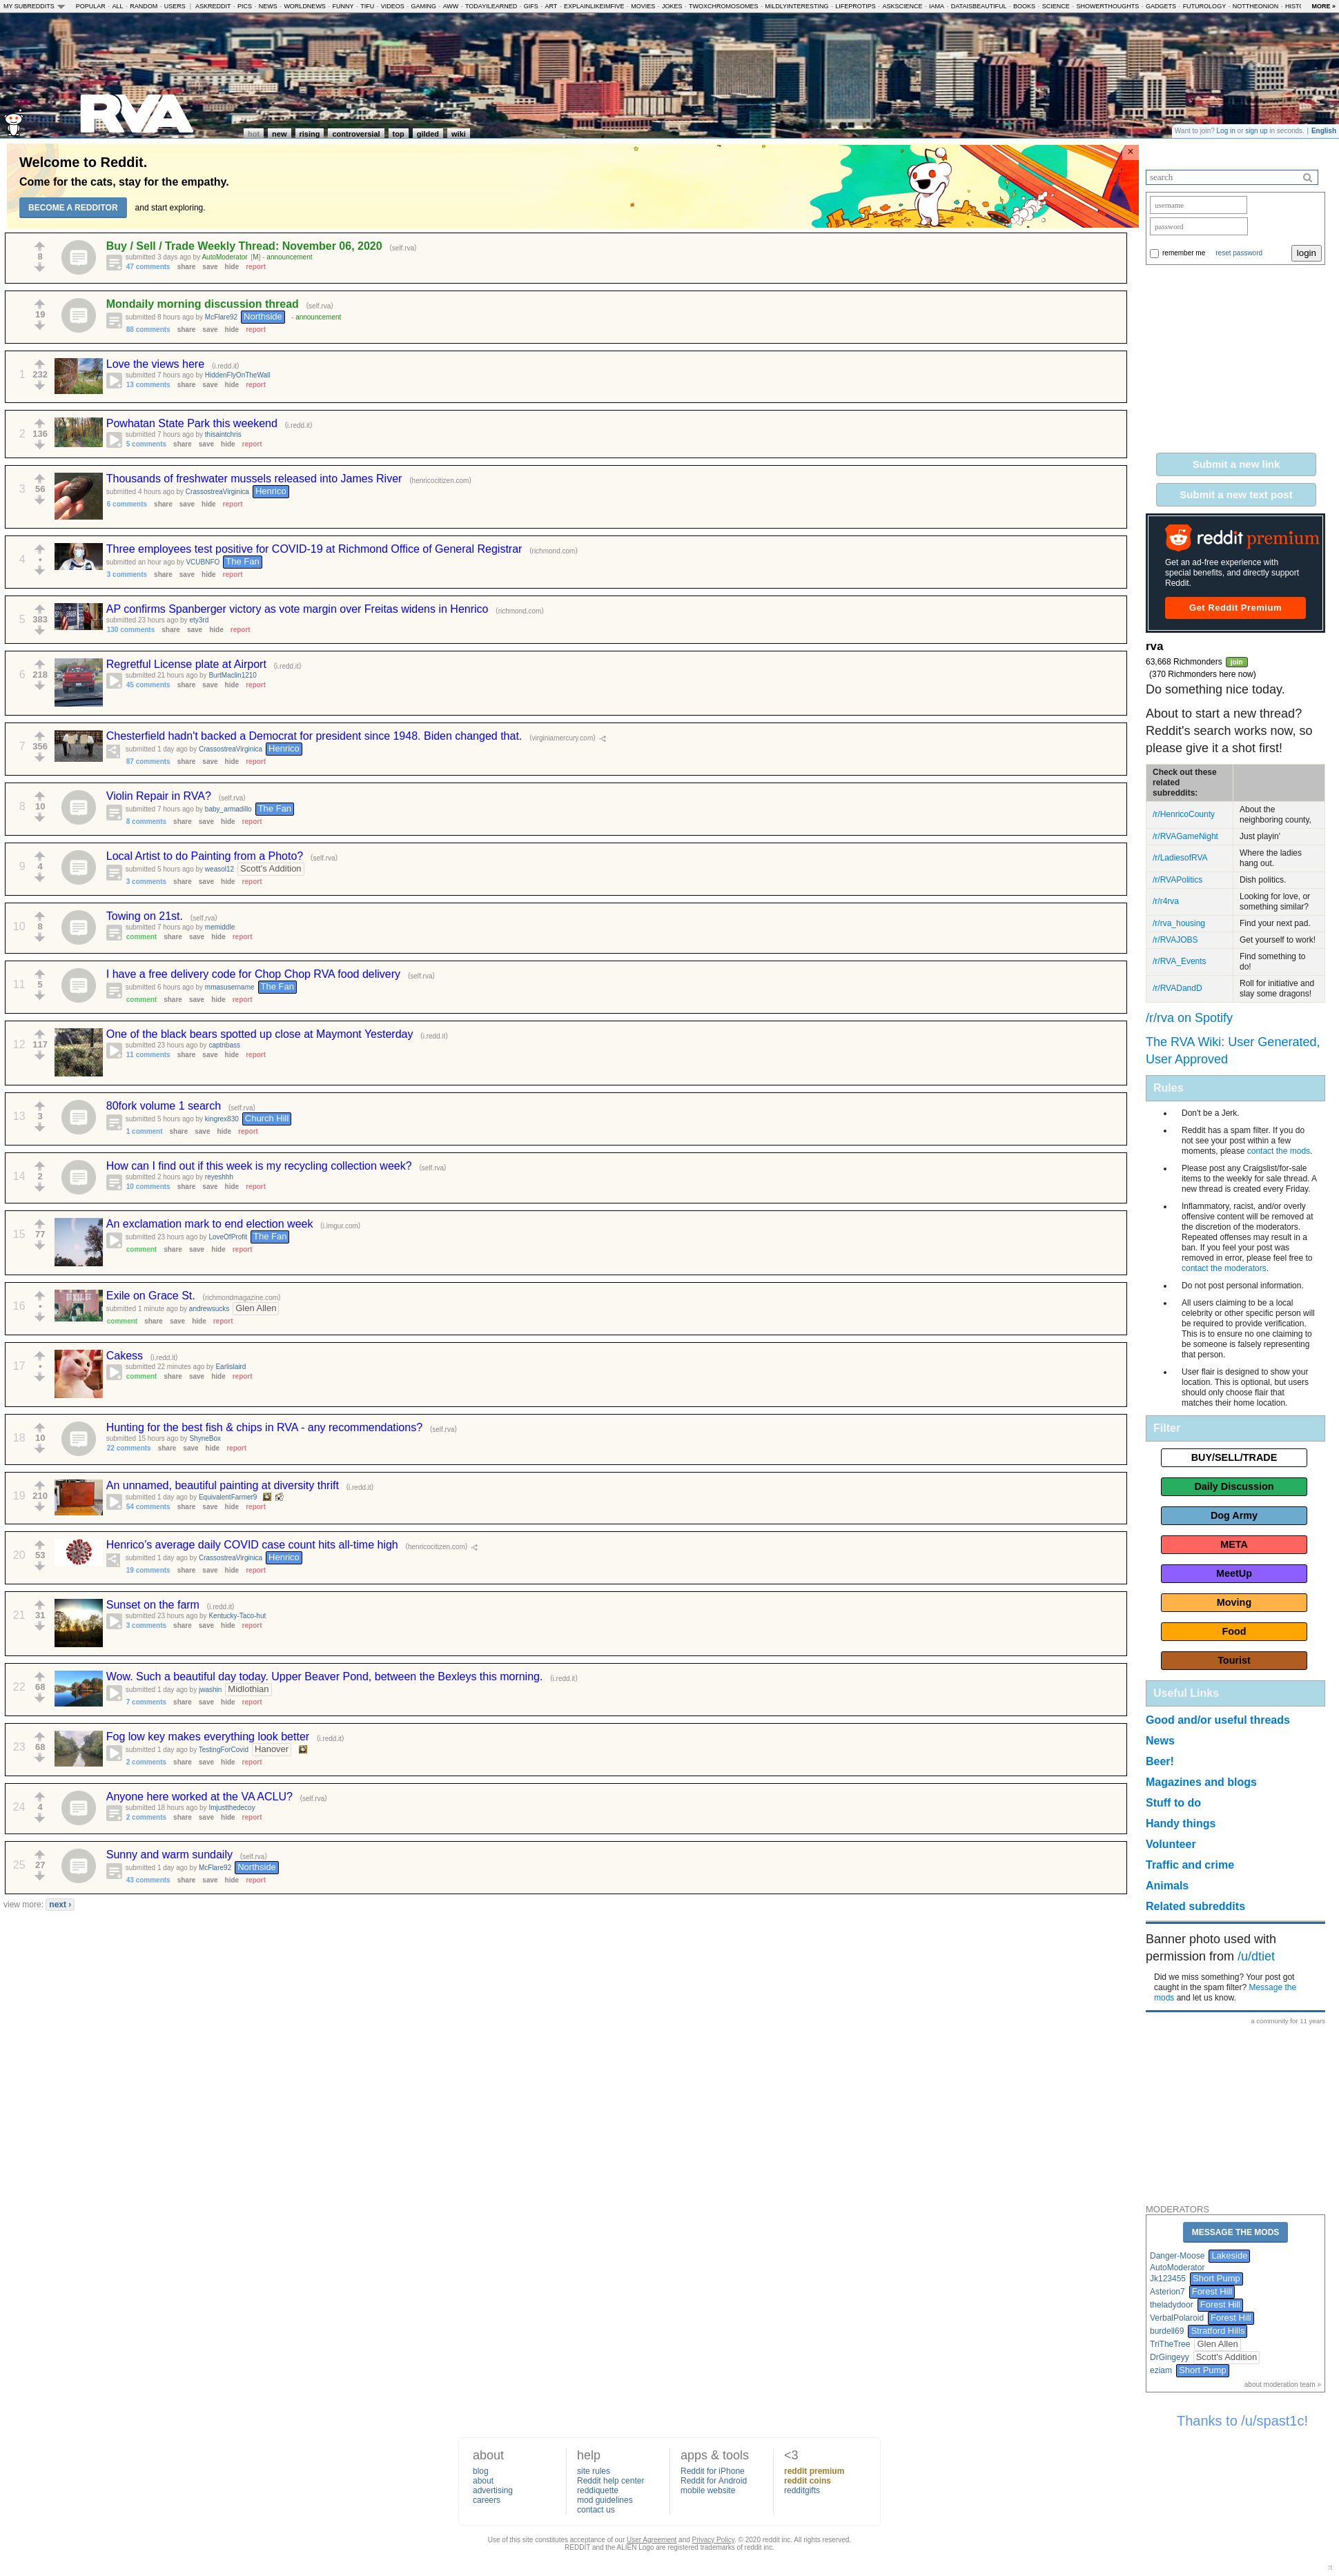 MY SUBREDDITS POPULAR - ALL - RANDOM - USERS | ASKREDDIT - PICS - NEWS - WORLDNEWS - FUNNY - TIFU - VIDEOS - GAMING - AWW - TODAYILEARNED - GIFS - ART - EXPLAINLIKEIMFIVE - MOVIES - JOKES - TWOXCHROMOSOMES - MILDLYINTERESTING - LIFEPROTIPS - ASKSCIENCE - IAMA - DATAISBEAUTIFUL - BOOKS - SCIENCE - SHOWERTHOUGHTS - GADGETS - FUTUROLOGY - NOTTHEONION - HISTO MORE »
RVA
hot new rising controversial top gilded wiki
Want to join? Log in or sign up in seconds. | English
Welcome to Reddit.
Come for the cats, stay for the empathy.
BECOME A REDDITOR and start exploring.
×
8
Buy / Sell / Trade Weekly Thread: November 06, 2020 (self.rva)
submitted 3 days ago by AutoModerator [M] - announcement
47 comments share save hide report
19
Mondaily morning discussion thread (self.rva)
submitted 8 hours ago by McFlare92 Northside - announcement
88 comments share save hide report
1 232
Love the views here (i.redd.it)
submitted 7 hours ago by HiddenFlyOnTheWall
13 comments share save hide report
2 136
Powhatan State Park this weekend (i.redd.it)
submitted 7 hours ago by thisaintchris
5 comments share save hide report
3 56
Thousands of freshwater mussels released into James River (henricocitizen.com)
submitted 4 hours ago by CrassostreaVirginica Henrico
6 comments share save hide report
4 •
Three employees test positive for COVID-19 at Richmond Office of General Registrar (richmond.com)
submitted an hour ago by VCUBNFO The Fan
3 comments share save hide report
5 383
AP confirms Spanberger victory as vote margin over Freitas widens in Henrico (richmond.com)
submitted 23 hours ago by ety3rd
130 comments share save hide report
6 218
Regretful License plate at Airport (i.redd.it)
submitted 21 hours ago by BurtMaclin1210
45 comments share save hide report
7 356
Chesterfield hadn't backed a Democrat for president since 1948. Biden changed that. (virginiamercury.com)
submitted 1 day ago by CrassostreaVirginica Henrico
87 comments share save hide report
8 10
Violin Repair in RVA? (self.rva)
submitted 7 hours ago by baby_armadillo The Fan
8 comments share save hide report
9 4
Local Artist to do Painting from a Photo? (self.rva)
submitted 5 hours ago by weasol12 Scott's Addition
3 comments share save hide report
10 8
Towing on 21st. (self.rva)
submitted 7 hours ago by memiddle
comment share save hide report
11 5
I have a free delivery code for Chop Chop RVA food delivery (self.rva)
submitted 6 hours ago by mmasusername The Fan
comment share save hide report
12 117
One of the black bears spotted up close at Maymont Yesterday (i.redd.it)
submitted 23 hours ago by captnbass
11 comments share save hide report
13 3
80fork volume 1 search (self.rva)
submitted 5 hours ago by kingrex830 Church Hill
1 comment share save hide report
14 2
How can I find out if this week is my recycling collection week? (self.rva)
submitted 2 hours ago by reyeshhh
10 comments share save hide report
15 77
An exclamation mark to end election week (i.imgur.com)
submitted 23 hours ago by LoveOfProfit The Fan
comment share save hide report
16 •
Exile on Grace St. (richmondmagazine.com)
submitted 1 minute ago by andrewsucks Glen Allen
comment share save hide report
17 •
Cakess (i.redd.it)
submitted 22 minutes ago by Earlislaird
comment share save hide report
18 10
Hunting for the best fish & chips in RVA - any recommendations? (self.rva)
submitted 15 hours ago by ShyneBox
22 comments share save hide report
19 210
An unnamed, beautiful painting at diversity thrift (i.redd.it)
submitted 1 day ago by EquivalentFarmer9
54 comments share save hide report
20 53
Henrico's average daily COVID case count hits all-time high (henricocitizen.com)
submitted 1 day ago by CrassostreaVirginica Henrico
19 comments share save hide report
21 31
Sunset on the farm (i.redd.it)
submitted 23 hours ago by Kentucky-Taco-hut
3 comments share save hide report
22 68
Wow. Such a beautiful day today. Upper Beaver Pond, between the Bexleys this morning. (i.redd.it)
submitted 1 day ago by jwashin Midlothian
7 comments share save hide report
23 68
Fog low key makes everything look better (i.redd.it)
submitted 1 day ago by TestingForCovid Hanover
2 comments share save hide report
24 4
Anyone here worked at the VA ACLU? (self.rva)
submitted 18 hours ago by Imjustthedecoy
2 comments share save hide report
25 27
Sunny and warm sundaily (self.rva)
submitted 1 day ago by McFlare92 Northside
43 comments share save hide report
view more: next ›
search
username
password
remember me reset password login
Submit a new link
Submit a new text post
reddit premium
Get an ad-free experience with
special benefits, and directly support
Reddit.
Get Reddit Premium
rva
63,668 Richmonders join
(370 Richmonders here now)
Do something nice today.
About to start a new thread?
Richmond's search works now, so
please give it a shot first!
Check out these
related
subreddits:
/r/HenricoCounty About the
neighboring county,
/r/RVAGameNight Just playin'
/r/LadiesofRVA Where the ladies
hang out.
/r/RVAPolitics Dish politics.
/r/r4rva Looking for love, or
something similar?
/r/rva_housing Find your next pad.
/r/RVAJOBS Get yourself to work!
/r/RVA_Events Find something to
do!
/r/RVADandD Roll for initiative and
slay some dragons!
/r/rva on Spotify
The RVA Wiki: User Generated,
User Approved
Rules
• Don't be a Jerk.
• Reddit has a spam filter. If you do
not see your post within a few
moments, please contact the mods.
• Please post any Craigslist/for-sale
items to the weekly for sale thread. A
new thread is created every Friday.
• Inflammatory, racist, and/or overly
offensive content will be removed at
the discretion of the moderators.
Repeated offenses may result in a
ban. If you feel your post was
removed in error, please feel free to
contact the moderators.
• Do not post personal information.
• All users claiming to be a local
celebrity or other specific person will
be required to provide verification.
This is to ensure no one claiming to
be someone is falsely representing
that person.
• User flair is designed to show your
location. This is optional, but users
should only choose flair that
matches their home location.
Filter
BUY/SELL/TRADE
Daily Discussion
Dog Army
META
MeetUp
Moving
Food
Tourist
Useful Links
Good and/or useful threads
News
Beer!
Magazines and blogs
Stuff to do
Handy things
Volunteer
Traffic and crime
Animals
Related subreddits
Banner photo used with
permission from /u/dtiet
Did we miss something? Your post got
caught in the spam filter? Message the
mods and let us know.
a community for 11 years
MODERATORS
MESSAGE THE MODS
Danger-Moose Lakeside
AutoModerator
Jk123455 Short Pump
Asterion7 Forest Hill
theladydoor Forest Hill
VerbalPolaroid Forest Hill
burdell69 Stratford Hills
TriTheTree Glen Allen
DrGingeyy Scott's Addition
eziam Short Pump
about moderation team »
Thanks to /u/spast1c!
about
blog
about
advertising
careers
help
site rules
Reddit help center
reddiquette
mod guidelines
contact us
apps & tools
Reddit for iPhone
Reddit for Android
mobile website
<3
reddit premium
reddit coins
redditgifts
Use of this site constitutes acceptance of our User Agreement and Privacy Policy. © 2020 reddit inc. All rights reserved.
REDDIT and the ALIEN Logo are registered trademarks of reddit inc.
π